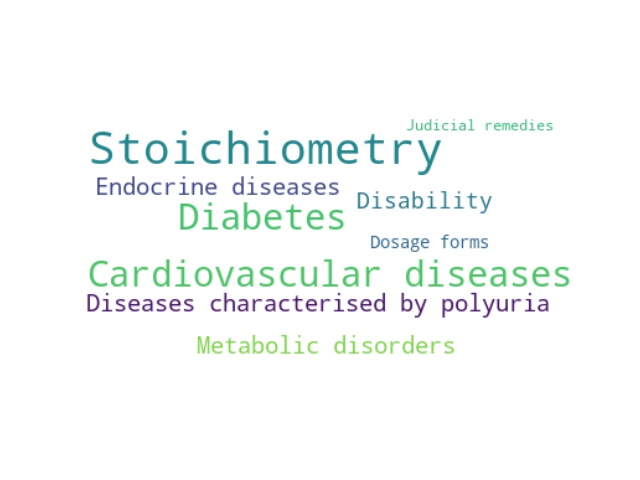 Judicial remedies
Stoichiometry
Endocrine diseases
Disability
Diabetes
Dosage forms
Cardiovascular diseases
Diseases characterised by polyuria
Metabolic disorders